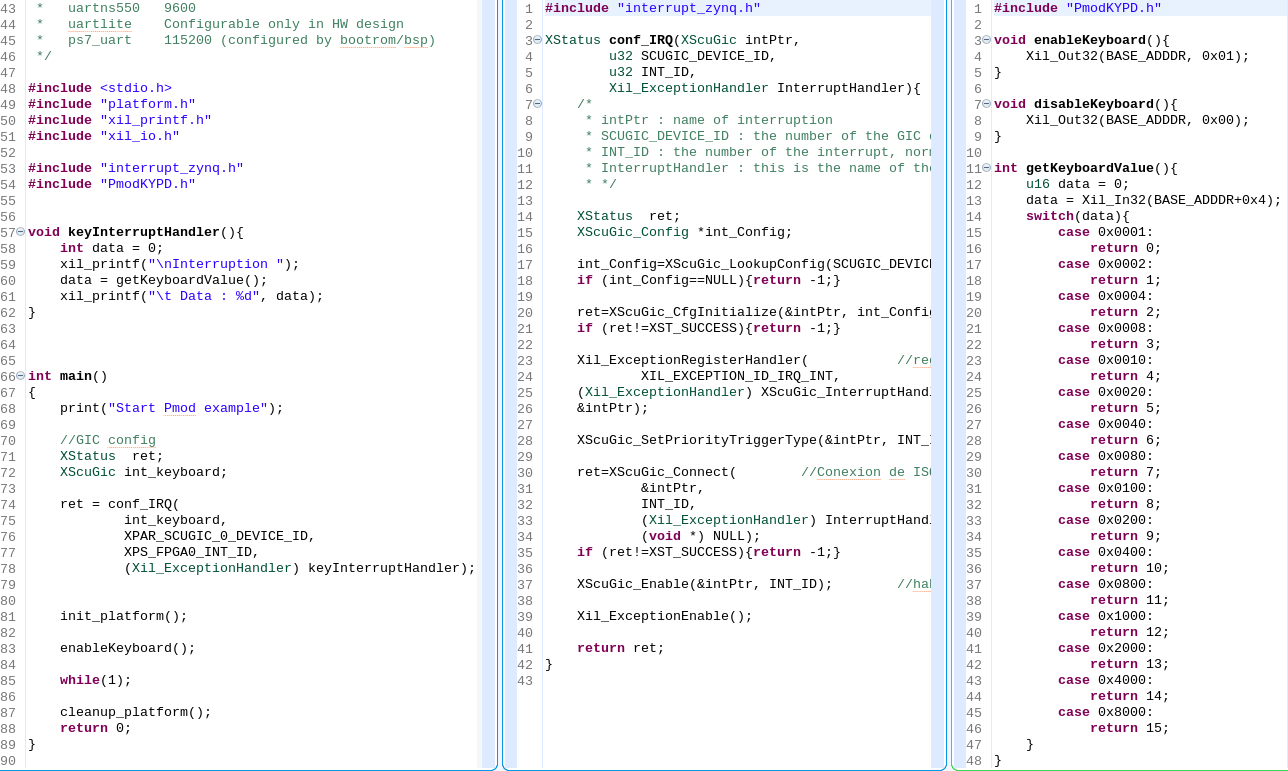 43 *   uartns550   9600
44 *   uartlite    Configurable only in HW design
45 *   ps7_uart    115200 (configured by bootrom/bsp)
46 */
47
48 #include <stdio.h>
49 #include "platform.h"
50 #include "xil_printf.h"
51 #include "xil_io.h"
52
53 #include "interrupt_zynq.h"
54 #include "PmodKYPD.h"
55
56
57 void keyInterruptHandler(){
58     int data = 0;
59     xil_printf("\nInterruption ");
60     data = getKeyboardValue();
61     xil_printf("\t Data : %d", data);
62 }
63
64
65
66 int main()
67 {
68     print("Start Pmod example");
69
70     //GIC config
71     XStatus  ret;
72     XScuGic int_keyboard;
73
74     ret = conf_IRQ(
75             int_keyboard,
76             XPAR_SCUGIC_0_DEVICE_ID,
77             XPS_FPGA0_INT_ID,
78             (Xil_ExceptionHandler) keyInterruptHandler);
79
80
81     init_platform();
82
83     enableKeyboard();
84
85     while(1);
86
87     cleanup_platform();
88     return 0;
89 }
90
1 #include "interrupt_zynq.h"
2
3 XStatus conf_IRQ(XScuGic intPtr,
4         u32 SCUGIC_DEVICE_ID,
5         u32 INT_ID,
6         Xil_ExceptionHandler InterruptHandler){
7     /*
8      * intPtr : name of interruption
9      * SCUGIC_DEVICE_ID : the number of the GIC
10      * INT_ID : the number of the interrupt, nor
11      * InterruptHandler : this is the name of th
12      * */
13
14     XStatus  ret;
15     XScuGic_Config *int_Config;
16
17     int_Config=XScuGic_LookupConfig(SCUGIC_DEVIC
18     if (int_Config==NULL){return -1;}
19
20     ret=XScuGic_CfgInitialize(&intPtr, int_Config
21     if (ret!=XST_SUCCESS){return -1;}
22
23     Xil_ExceptionRegisterHandler(           //re
24             XIL_EXCEPTION_ID_IRQ_INT,
25     (Xil_ExceptionHandler) XScuGic_InterruptHand
26     &intPtr);
27
28     XScuGic_SetPriorityTriggerType(&intPtr, INT_
29
30     ret=XScuGic_Connect(        //Conexion de IS
31             &intPtr,
32             INT_ID,
33             (Xil_ExceptionHandler) InterruptHand
34             (void *) NULL);
35     if (ret!=XST_SUCCESS){return -1;}
36
37     XScuGic_Enable(&intPtr, INT_ID);        //ha
38
39     Xil_ExceptionEnable();
40
41     return ret;
42 }
43
1 #include "PmodKYPD.h"
2
3 void enableKeyboard(){
4     Xil_Out32(BASE_ADDDR, 0x01);
5 }
6
7 void disableKeyboard(){
8     Xil_Out32(BASE_ADDDR, 0x00);
9 }
10
11 int getKeyboardValue(){
12     u16 data = 0;
13     data = Xil_In32(BASE_ADDDR+0x4);
14     switch(data){
15         case 0x0001:
16             return 0;
17         case 0x0002:
18             return 1;
19         case 0x0004:
20             return 2;
21         case 0x0008:
22             return 3;
23         case 0x0010:
24             return 4;
25         case 0x0020:
26             return 5;
27         case 0x0040:
28             return 6;
29         case 0x0080:
30             return 7;
31         case 0x0100:
32             return 8;
33         case 0x0200:
34             return 9;
35         case 0x0400:
36             return 10;
37         case 0x0800:
38             return 11;
39         case 0x1000:
40             return 12;
41         case 0x2000:
42             return 13;
43         case 0x4000:
44             return 14;
45         case 0x8000:
46             return 15;
47     }
48 }